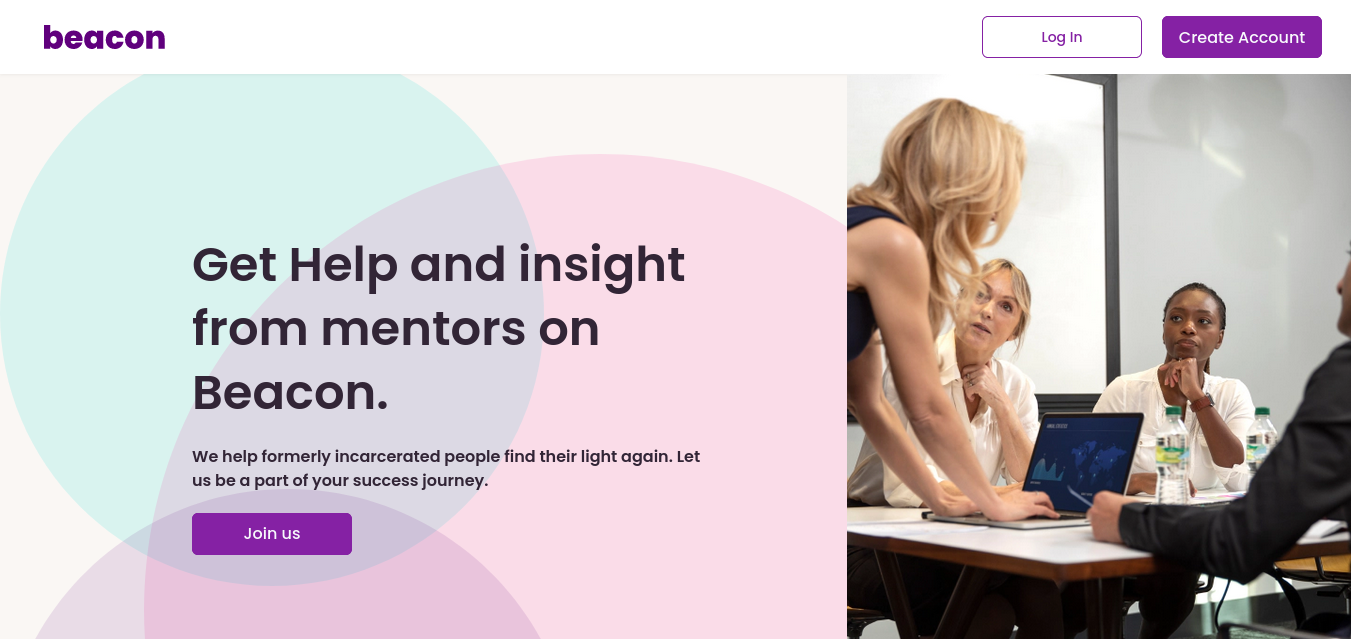 beacon
Log In
Create Account
Get Help and insight
from mentors on
Beacon.
We help formerly incarcerated people find their light again. Let
us be a part of your success journey.
Join us